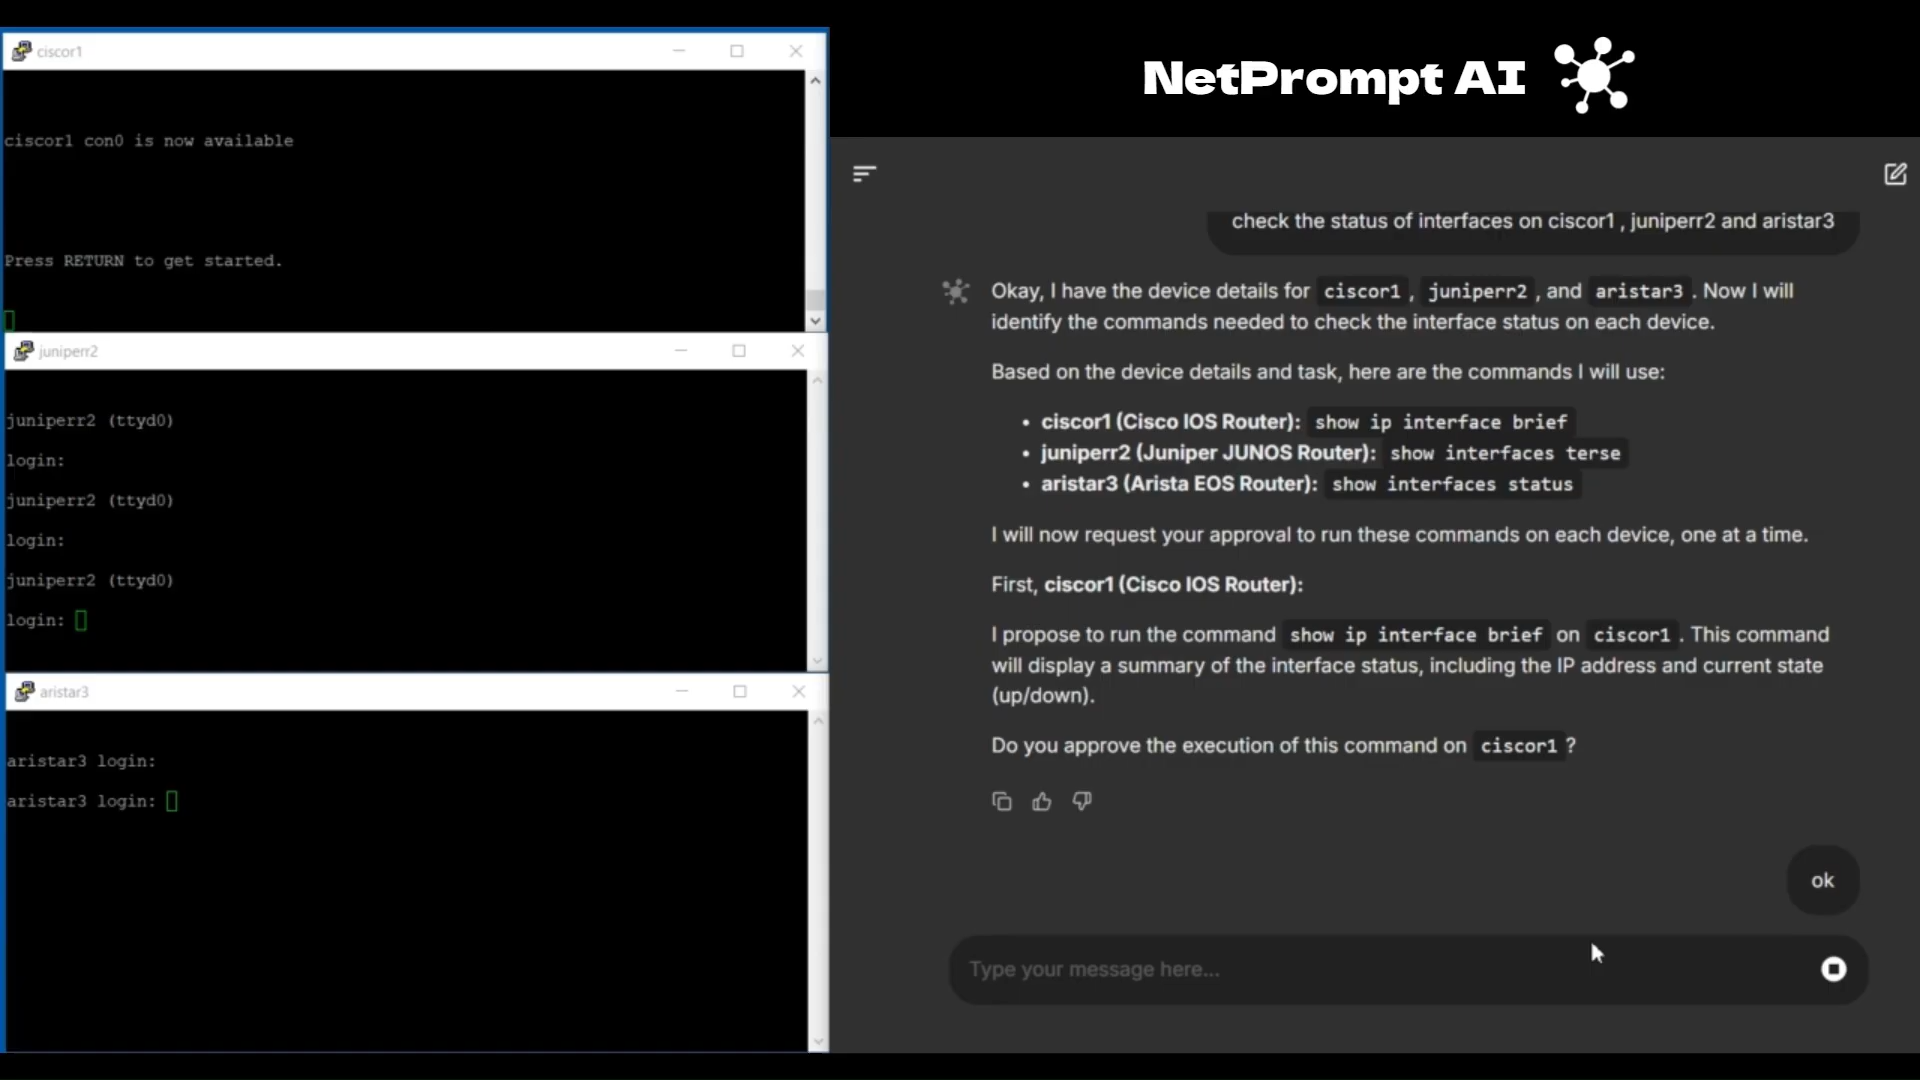 ciscor1
ciscor1 con0 is now available
Press RETURN to get started.
juniperr2
juniperr2 (ttyd0)
login:
juniperr2 (ttyd0)
login:
juniperr2 (ttyd0)
login:
aristar3
aristar3 login:
aristar3 login:
NetPrompt AI
check the status of interfaces on ciscor1 , juniperr2 and aristar3
Okay, I have the device details for ciscor1 , juniperr2 , and aristar3 . Now I will
identify the commands needed to check the interface status on each device.
Based on the device details and task, here are the commands I will use:
• ciscor1 (Cisco IOS Router): show ip interface brief
• juniperr2 (Juniper JUNOS Router): show interfaces terse
• aristar3 (Arista EOS Router): show interfaces status
I will now request your approval to run these commands on each device, one at a time.
First, ciscor1 (Cisco IOS Router):
I propose to run the command show ip interface brief on ciscor1 . This command
will display a summary of the interface status, including the IP address and current state
(up/down).
Do you approve the execution of this command on ciscor1 ?
ok
Type your message here...